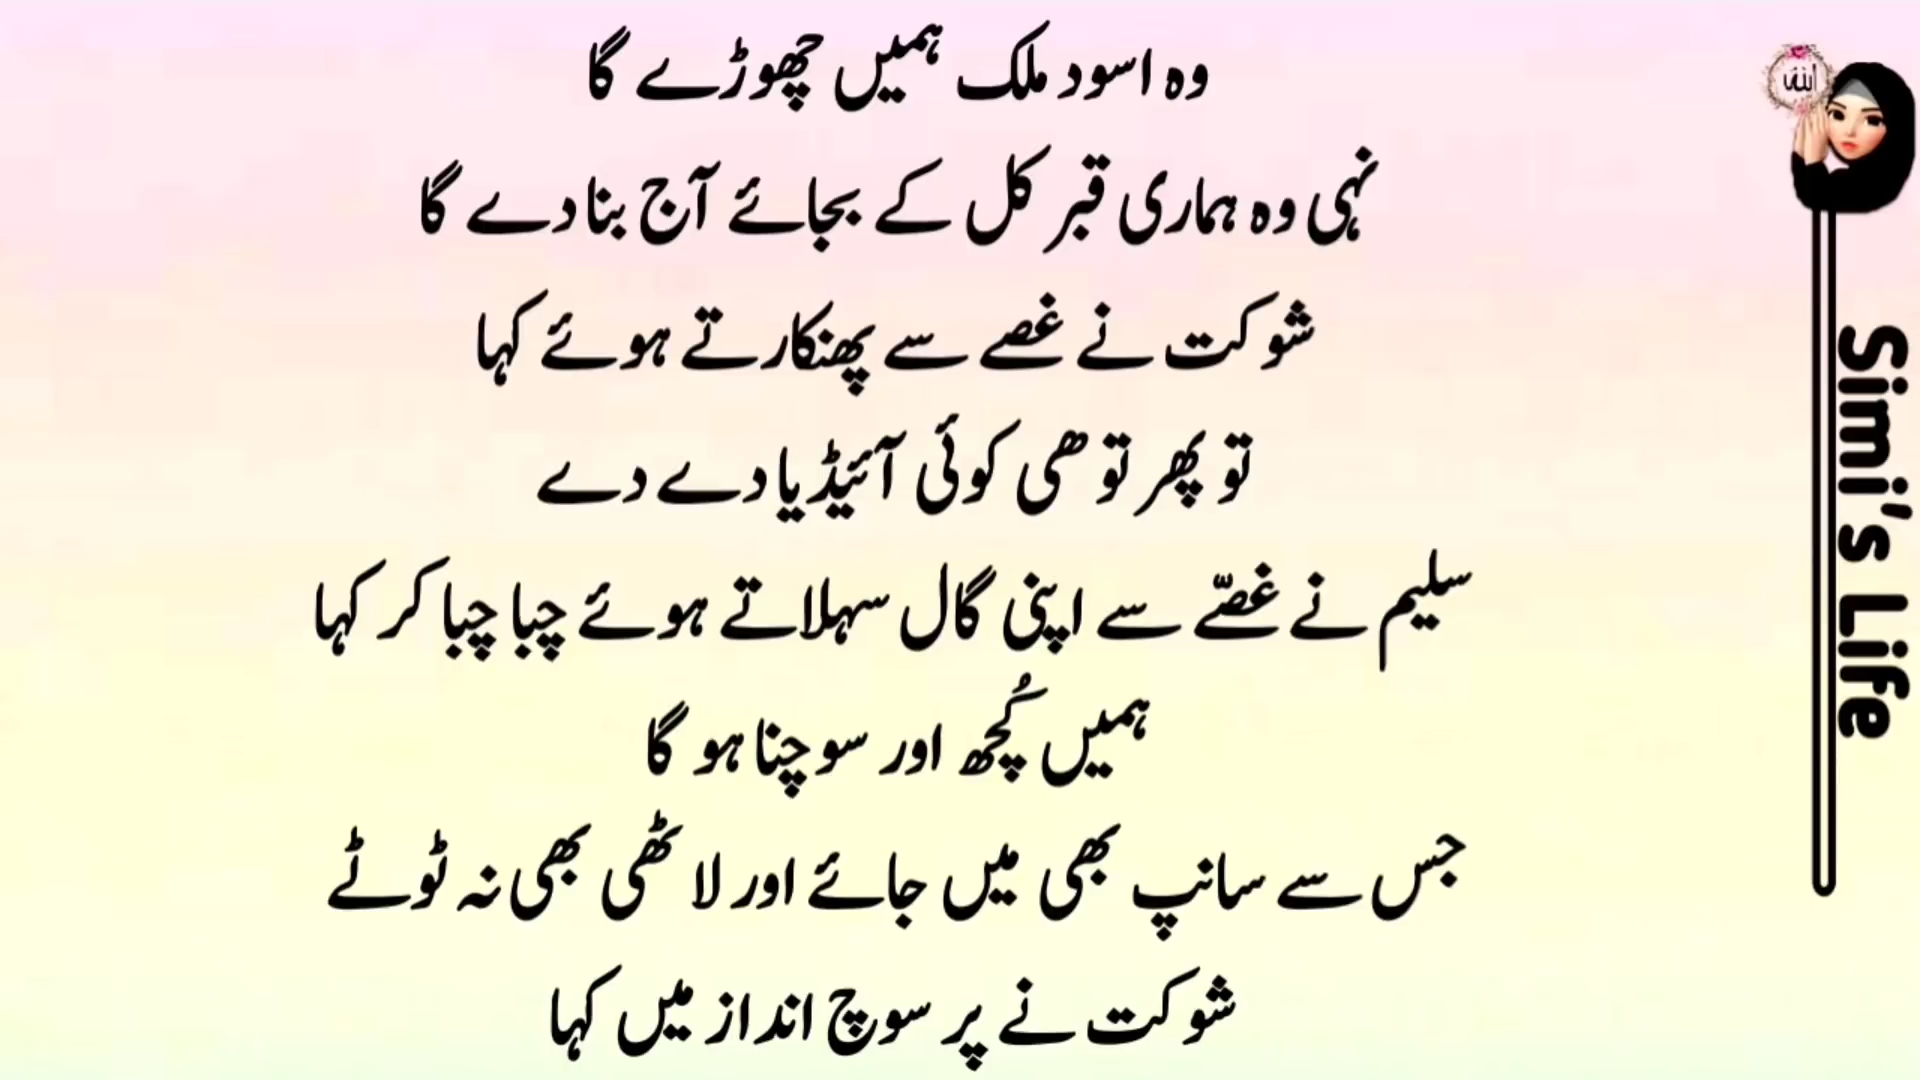 وہ اسود ملک ہمیں چھوڑے گا
نہی وہ ہماری قبر کل کے بجائے آج بنا دے گا
شوکت نے غصے سے پھنکارتے ہوئے کہا
تو پھر تو ھی کوئی آئیڈیا دے دے
سلیم نے غصّے سے اپنی گال سہلاتے ہوئے چبا چبا کر کہا
ہمیں کُچھ اور سوچنا ہو گا
جس سے سانپ بھی میں جائے اور لا ٹھی بھی نہ ٹوٹے
شوکت نے پر سوچ انداز میں کہا
الله
Simi's Life